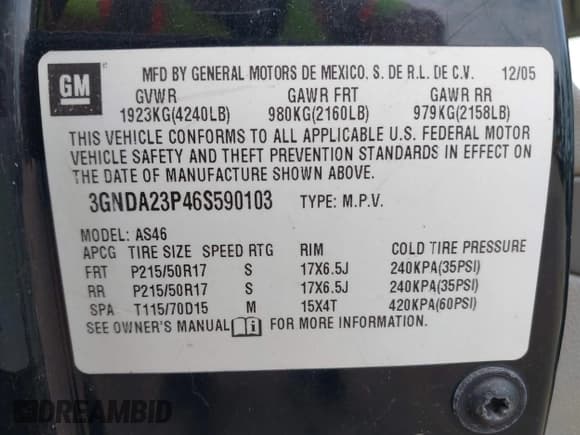 GM
MFD BY GENERAL MOTORS DE MEXICO, S. DE R.L. DE C.V. 12/05
GVWR GAWR FRT GAWR RR
1923KG(4240LB) 980KG(2160LB) 979KG(2158LB)
THIS VEHICLE CONFORMS TO ALL APPLICABLE U.S. FEDERAL MOTOR
VEHICLE SAFETY AND THEFT PREVENTION STANDARDS IN EFFECT ON
THE DATE OF MANUFACTURE SHOWN ABOVE.
3GNDA23P46S590103 TYPE: M.P.V.
MODEL: AS46
APCG TIRE SIZE SPEED RTG RIM COLD TIRE PRESSURE
FRT P215/50R17 S 17X6.5J 240KPA(35PSI)
RR P215/50R17 S 17X6.5J 240KPA(35PSI)
SPA T115/70D15 M 15X4T 420KPA(60PSI)
SEE OWNER'S MANUAL i FOR MORE INFORMATION.
DREAMBID